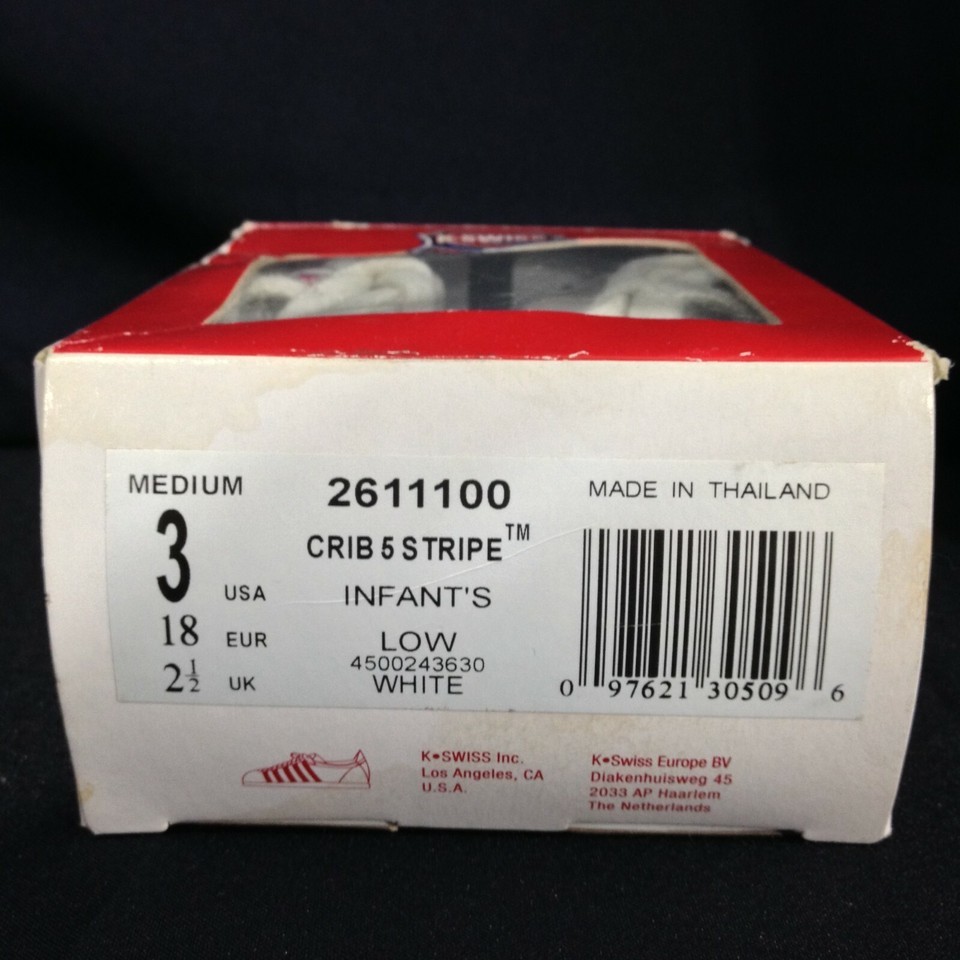 K•SWISS
MEDIUM
3 USA
18 EUR
2½ UK
2611100
CRIB 5 STRIPE™
INFANT'S
LOW
4500243630
WHITE
MADE IN THAILAND
0 97621 30509 6
K•SWISS Inc.
Los Angeles, CA
U.S.A.
K•Swiss Europe BV
Diakenhuisweg 45
2033 AP Haarlem
The Netherlands